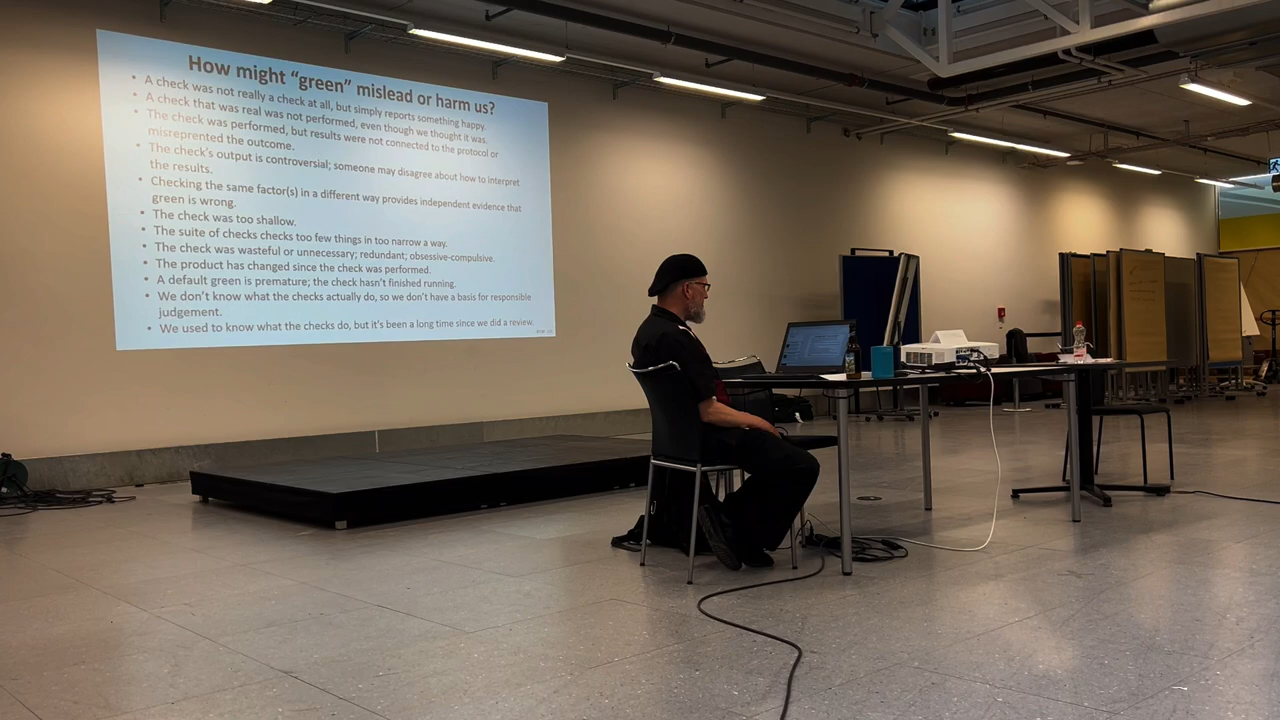 How might “green” mislead or harm us?
• A check was not really a check at all, but simply reports something happy.
• A check that was real was not performed, even though we thought it was.
• The check was performed, but results were not connected to the protocol or
misreprented the outcome.
• The check’s output is controversial; someone may disagree about how to interpret
the results.
• Checking the same factor(s) in a different way provides independent evidence that
green is wrong.
• The check was too shallow.
• The suite of checks checks too few things in too narrow a way.
• The check was wasteful or unnecessary; redundant; obsessive-compulsive.
• The product has changed since the check was performed.
• A default green is premature; the check hasn’t finished running.
• We don’t know what the checks actually do, so we don’t have a basis for responsible
judgement.
• We used to know what the checks do, but it’s been a long time since we did a review.